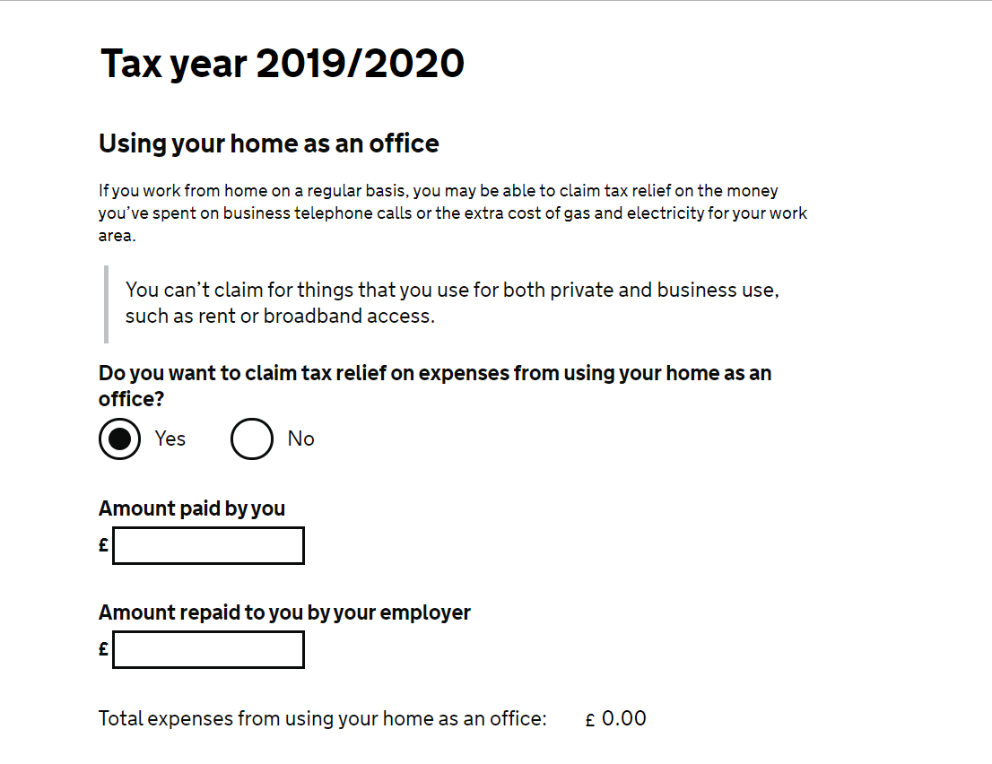 Tax year 2019/2020
Using your home as an office
If you work from home on a regular basis, you may be able to claim tax relief on the money
you’ve spent on business telephone calls or the extra cost of gas and electricity for your work
area.
You can’t claim for things that you use for both private and business use,
such as rent or broadband access.
Do you want to claim tax relief on expenses from using your home as an
office?
Yes No
Amount paid by you
£
Amount repaid to you by your employer
£
Total expenses from using your home as an office: £ 0.00